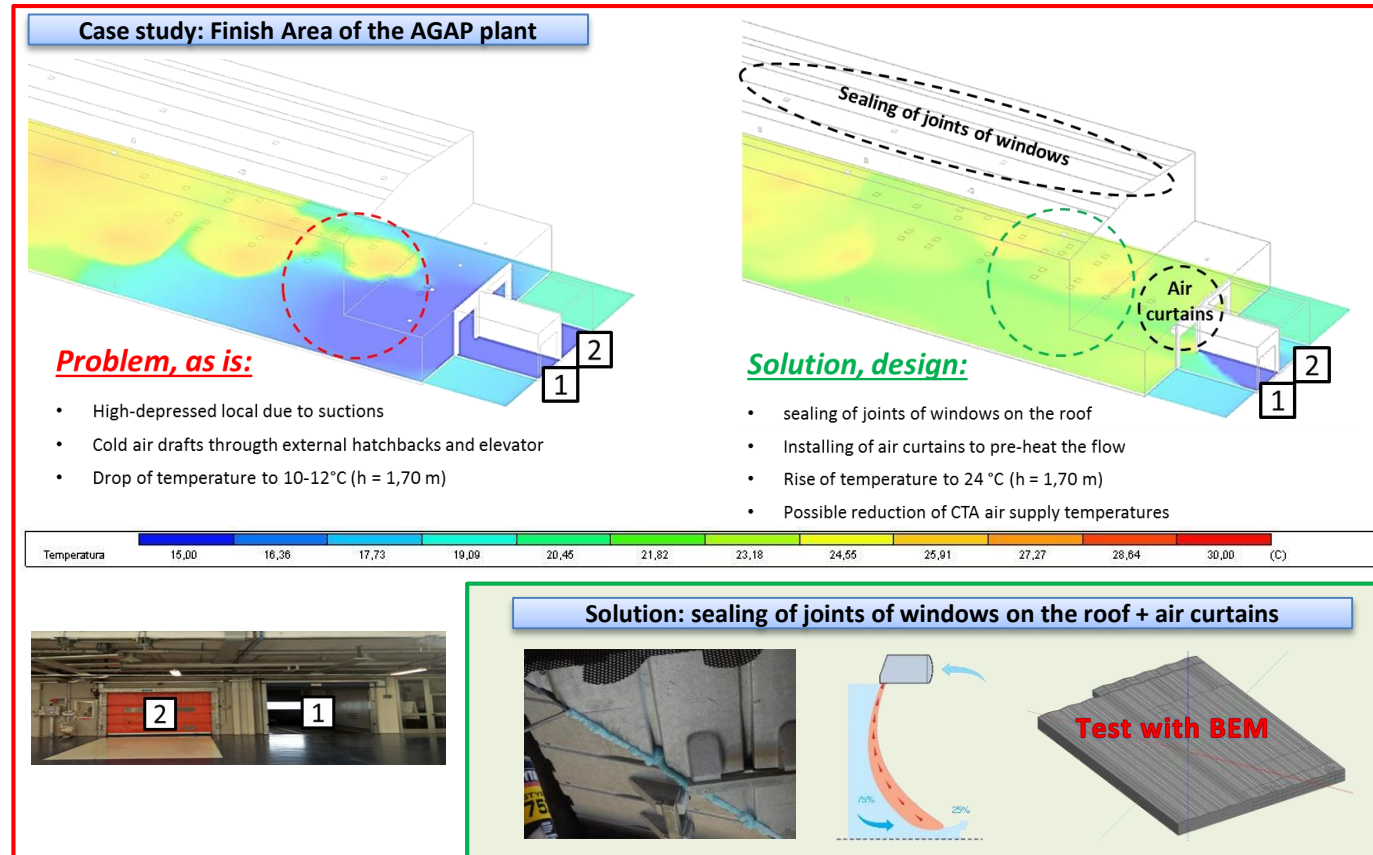 Case study: Finish Area of the AGAP plant
Sealing of joints of windows
Air
curtains
Problem, as is:
1
2
• High-depressed local due to suctions
• Cold air drafts througth external hatchbacks and elevator
• Drop of temperature to 10-12°C (h = 1,70 m)
Solution, design:
1
2
• sealing of joints of windows on the roof
• Installing of air curtains to pre-heat the flow
• Rise of temperature to 24 °C (h = 1,70 m)
• Possible reduction of CTA air supply temperatures
Temperatura 15,00 16,36 17,73 19,09 20,45 21,82 23,18 24,55 25,91 27,27 28,64 30,00 (C)
2
1
Solution: sealing of joints of windows on the roof + air curtains
75
75%
25%
Test with BEM